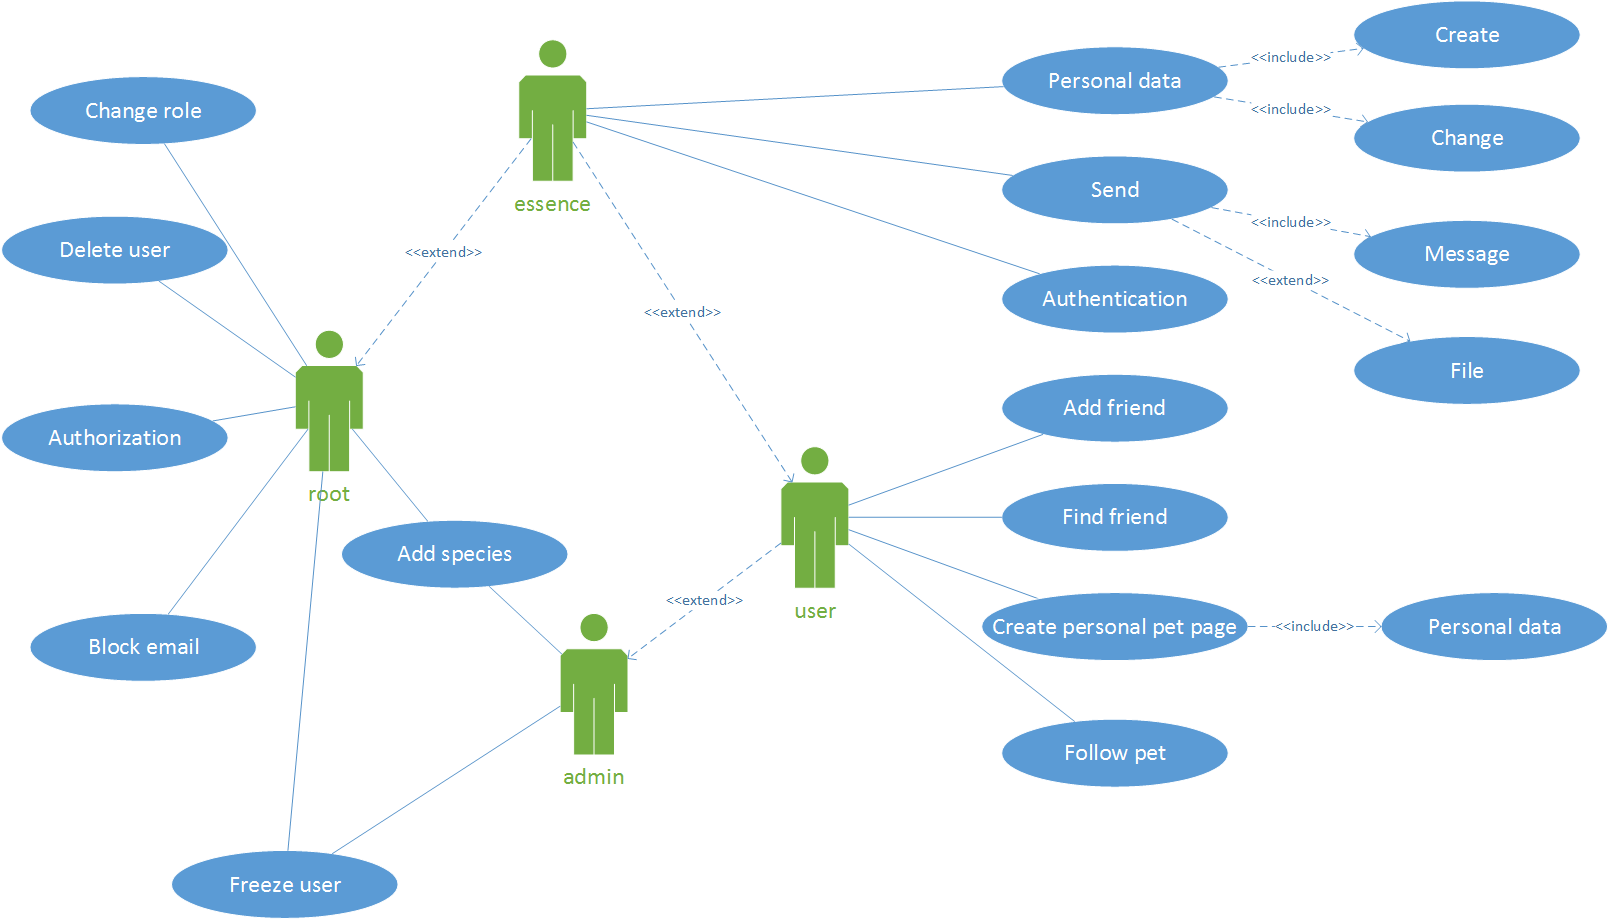 Create
Personal data
<<include>>
Change role
<<include>>
Change
Send
essence
<<include>>
Delete user
<<extend>>
Message
<<extend>>
Authentication
<<extend>>
File
Add friend
Authorization
root
Find friend
Add species
<<extend>>
user
Create personal pet page
<<include>>
Personal data
Block email
Follow pet
admin
Freeze user